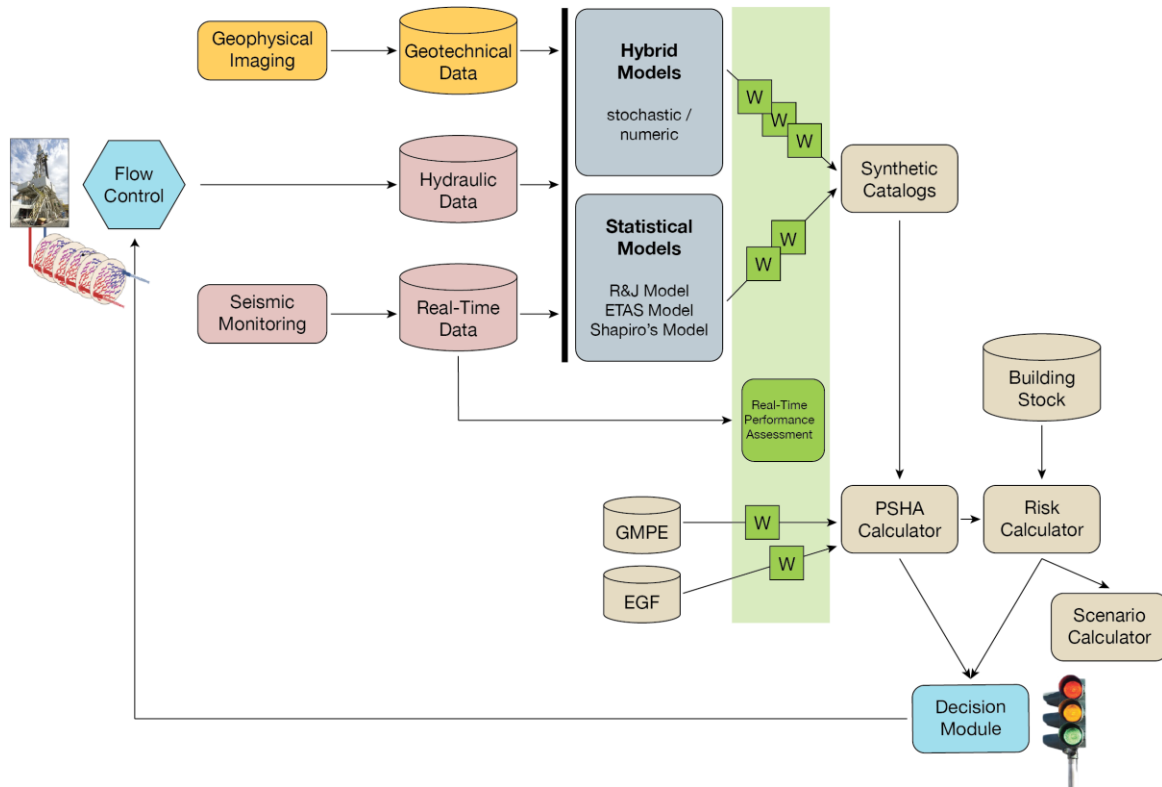 Geophysical
Imaging
Geotechnical
Data
Hybrid
Models
stochastic /
numeric
W
W
W
Flow
Control
Hydraulic
Data
Synthetic
Catalogs
Statistical
Models
R&J Model
ETAS Model
Shapiro's Model
W
W
Seismic
Monitoring
Real-Time
Data
Building
Stock
Real-Time
Performance
Assessment
GMPE
W
PSHA
Calculator
Risk
Calculator
EGF
W
Scenario
Calculator
Decision
Module